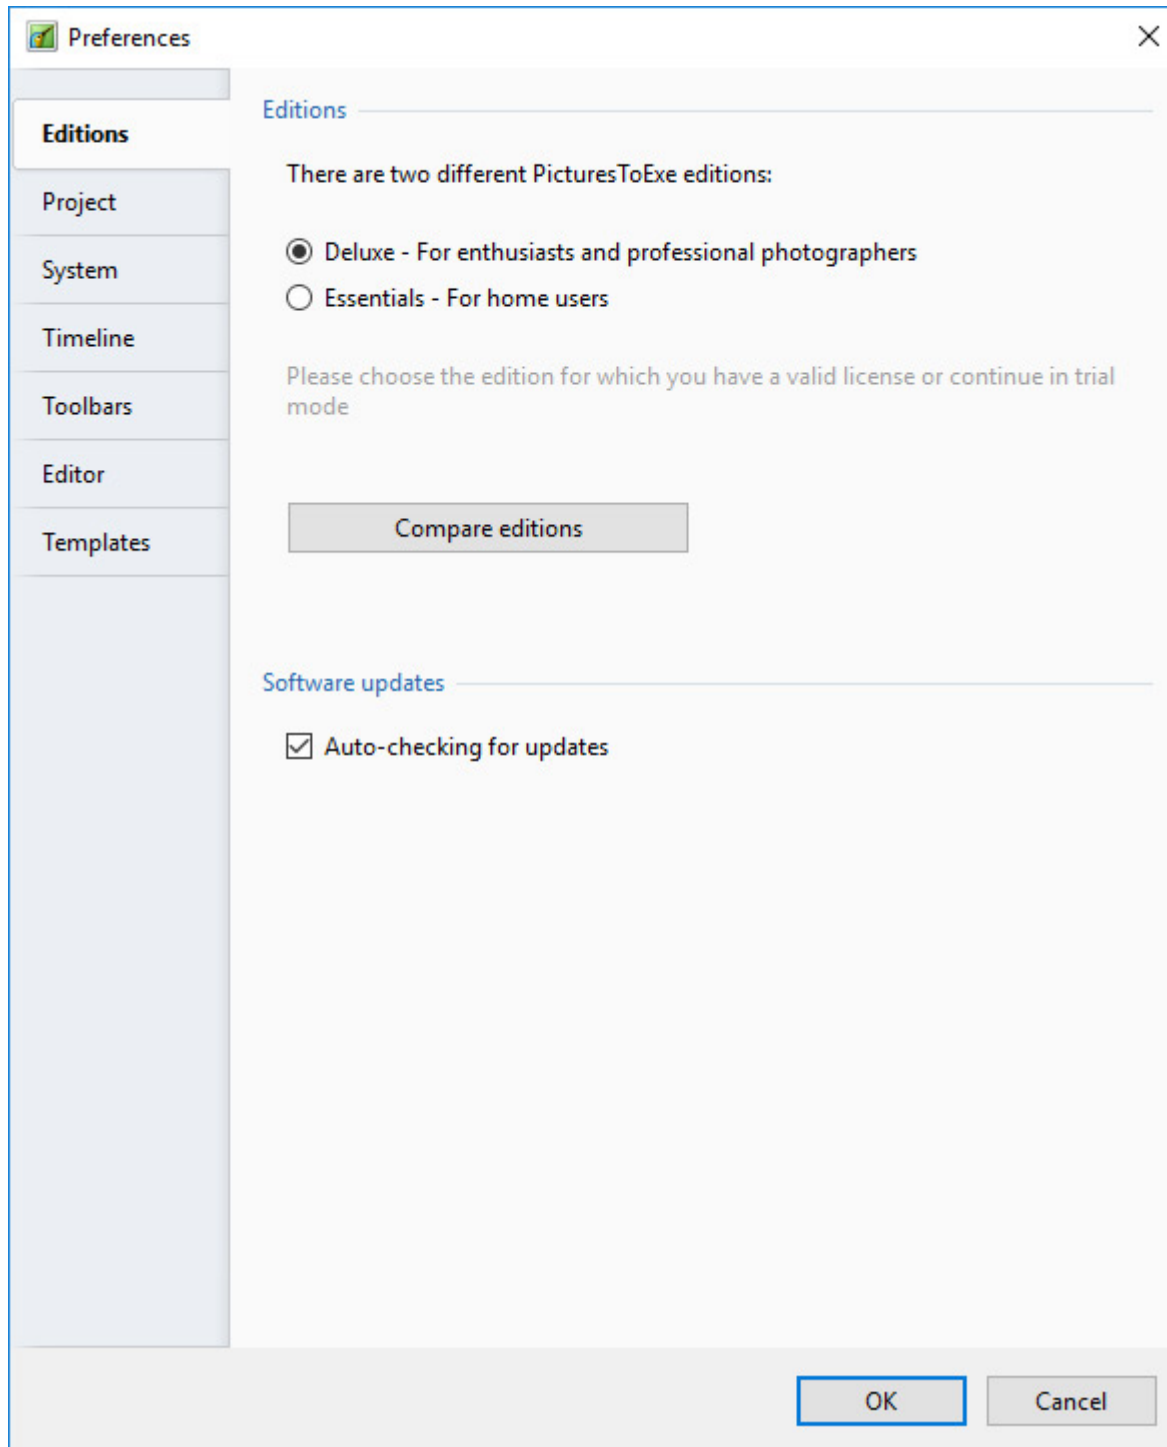 Preferences
Editions
Project
System
Timeline
Toolbars
Editor
Templates
Editions
There are two different PicturesToExe editions:
Deluxe - For enthusiasts and professional photographers
Essentials - For home users
Please choose the edition for which you have a valid license or continue in trial
mode
Compare editions
Software updates
Auto-checking for updates
OK
Cancel